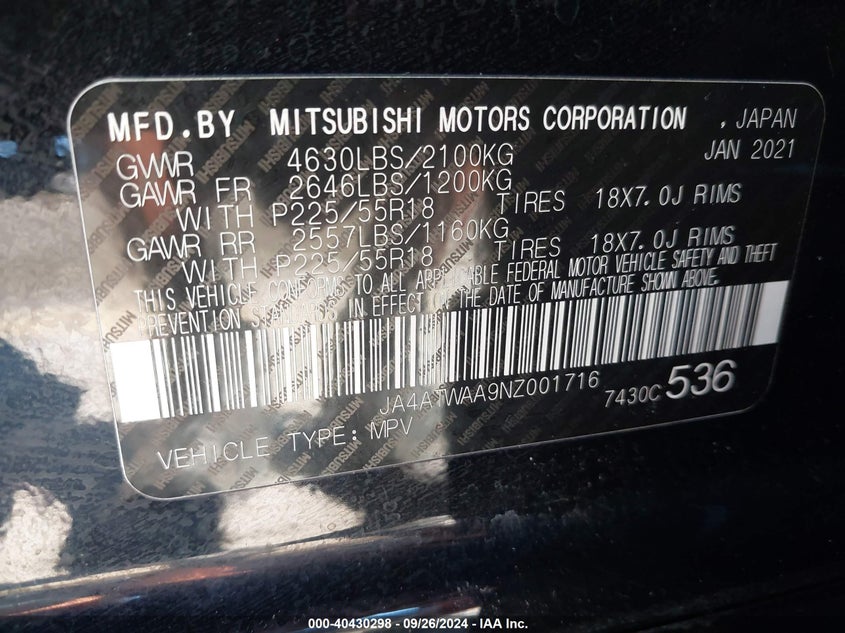 MFD.BY MITSUBISHI MOTORS CORPORATION , JAPAN
GVWR 4630LBS/2100KG JAN 2021
GAWR FR 2646LBS/1200KG
WITH P225/55R18 TIRES 18X7.0J RIMS
GAWR RR 2557LBS/1160KG
WITH P225/55R18 TIRES 18X7.0J RIMS
THIS VEHICLE CONFORMS TO ALL APPLICABLE FEDERAL MOTOR VEHICLE SAFETY AND THEFT
PREVENTION STANDARDS IN EFFECT ON THE DATE OF MANUFACTURE SHOWN ABOVE.
JA4ATWAA9NZ001716 7430C 536
VEHICLE TYPE: MPV
000-40430298 - 09/26/2024 - IAA Inc.